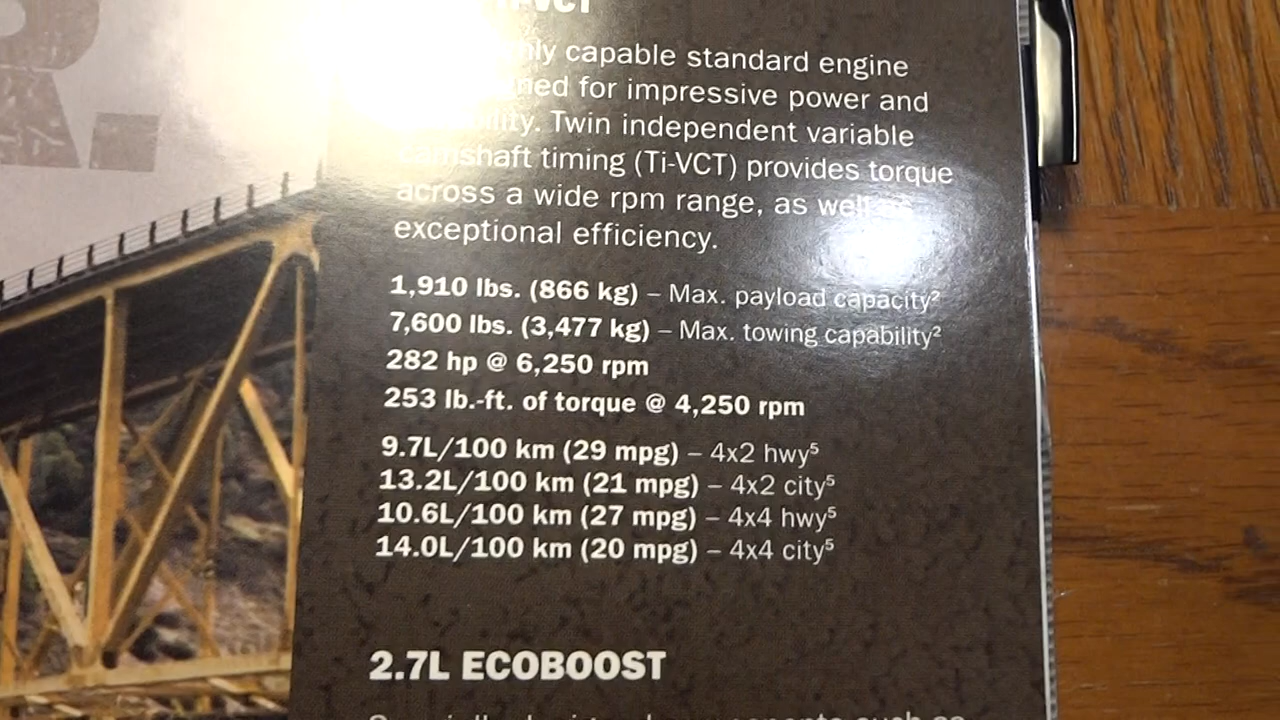 R.
Ti-VCT
capable standard engine
for impressive power and
Twin independent variable
camshaft timing (Ti-VCT) provides torque
across a wide rpm range, as well as
exceptional efficiency.
1,910 lbs. (866 kg) – Max. payload capacity²
7,600 lbs. (3,477 kg) – Max. towing capability²
282 hp @ 6,250 rpm
253 lb.-ft. of torque @ 4,250 rpm
9.7L/100 km (29 mpg) – 4x2 hwy⁵
13.2L/100 km (21 mpg) – 4x2 city⁵
10.6L/100 km (27 mpg) – 4x4 hwy⁵
14.0L/100 km (20 mpg) – 4x4 city⁵
2.7L ECOBOOST